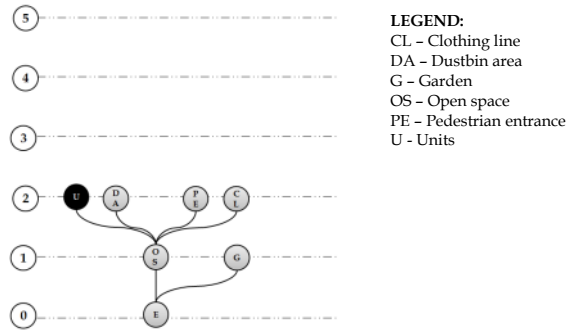 5
LEGEND:
CL – Clothing line
DA – Dustbin area
4
G – Garden
OS – Open space
PE – Pedestrian entrance
3
U - Units
2
U
D
A
P
E
C
L
1
O
S
G
0
E